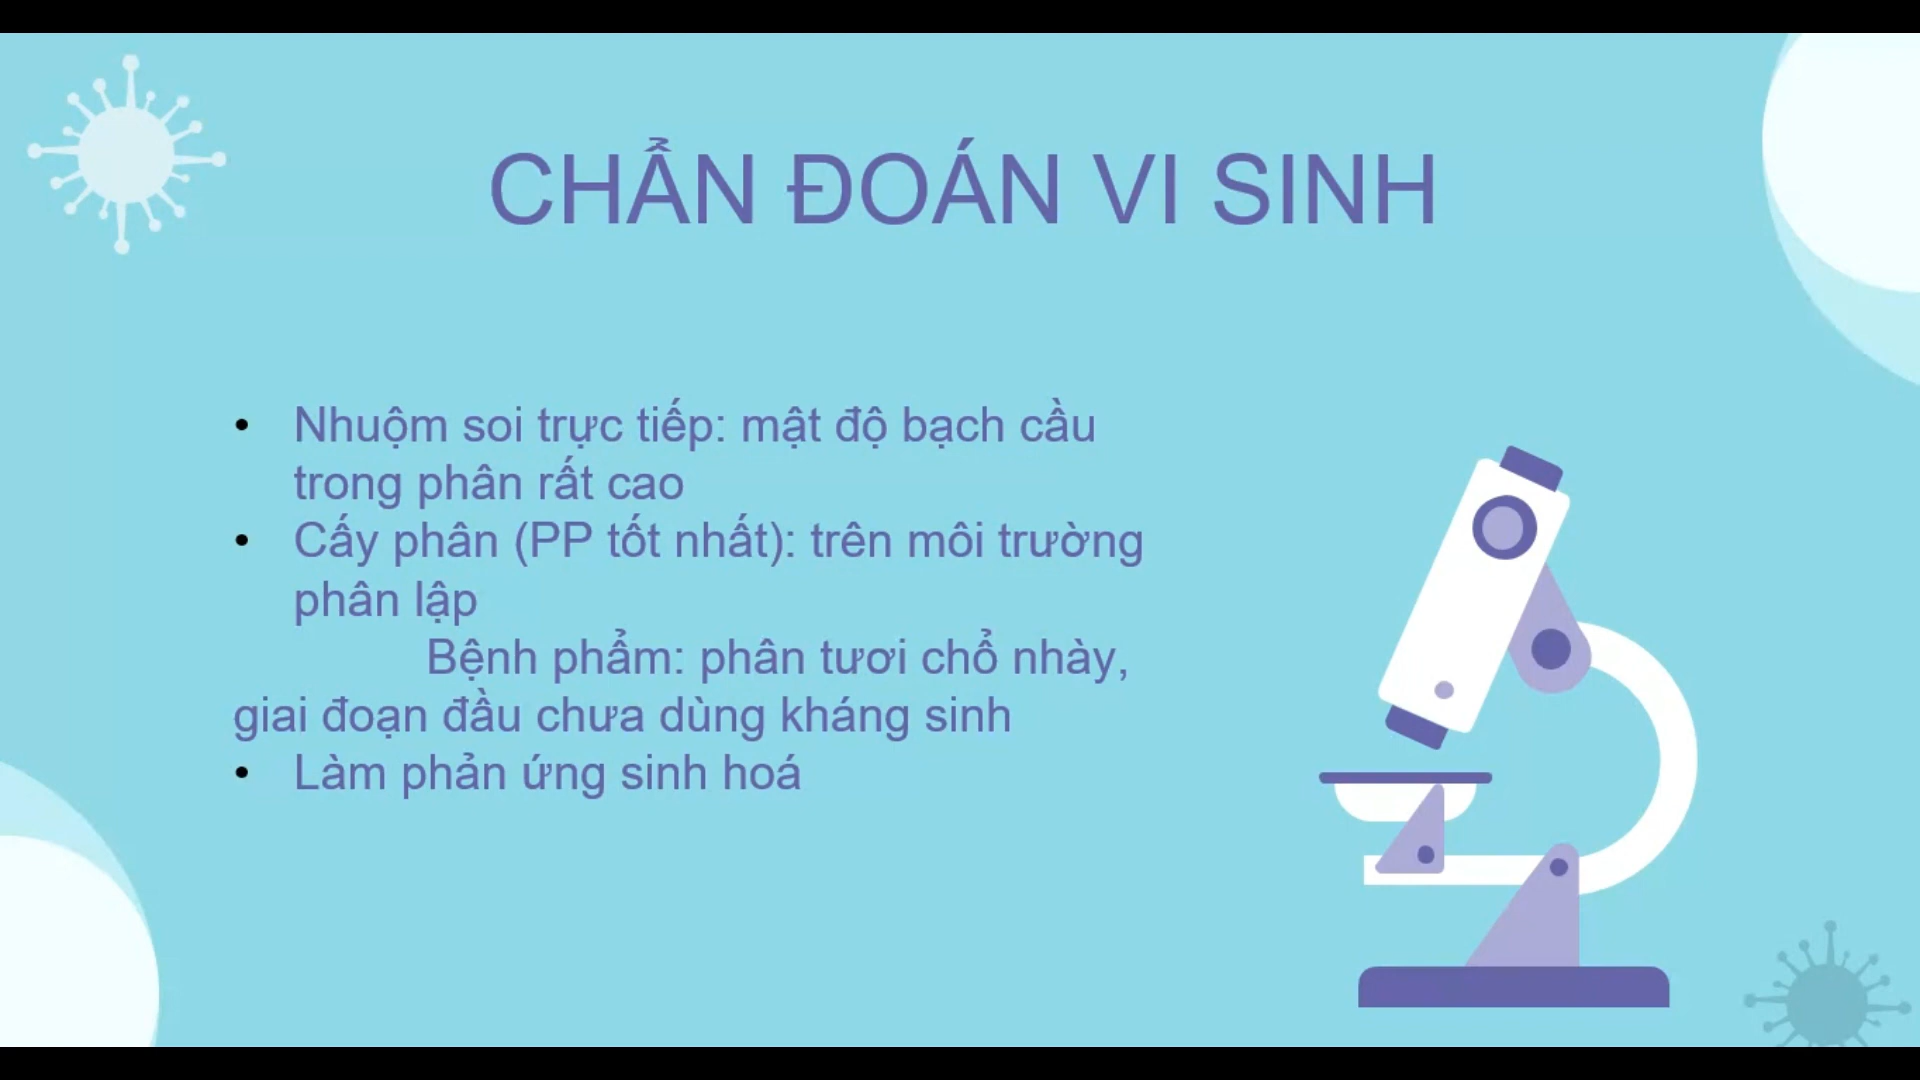 CHẨN ĐOÁN VI SINH
• Nhuộm soi trực tiếp: mật độ bạch cầu
trong phân rất cao
• Cấy phân (PP tốt nhất): trên môi trường
phân lập
Bệnh phẩm: phân tươi chổ nhày,
giai đoạn đầu chưa dùng kháng sinh
• Làm phản ứng sinh hoá